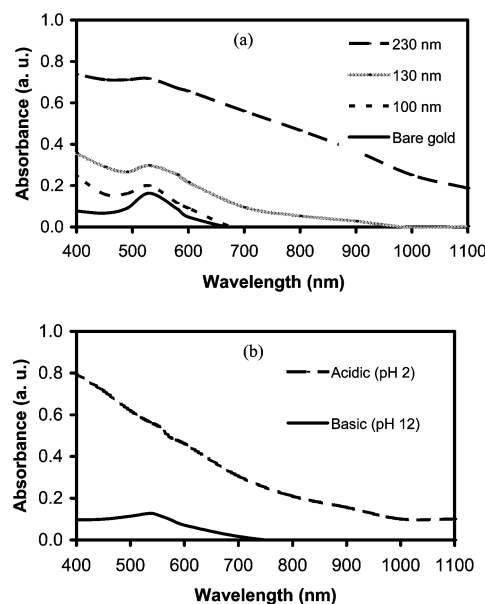 (a)
230 nm
130 nm
100 nm
Bare gold
Absorbance (a. u.)
1.0
0.8
0.6
0.4
0.2
0.0
400 500 600 700 800 900 1000 1100
Wavelength (nm)
(b)
Acidic (pH 2)
Basic (pH 12)
Absorbance (a. u.)
1.0
0.8
0.6
0.4
0.2
0.0
400 500 600 700 800 900 1000 1100
Wavelength (nm)